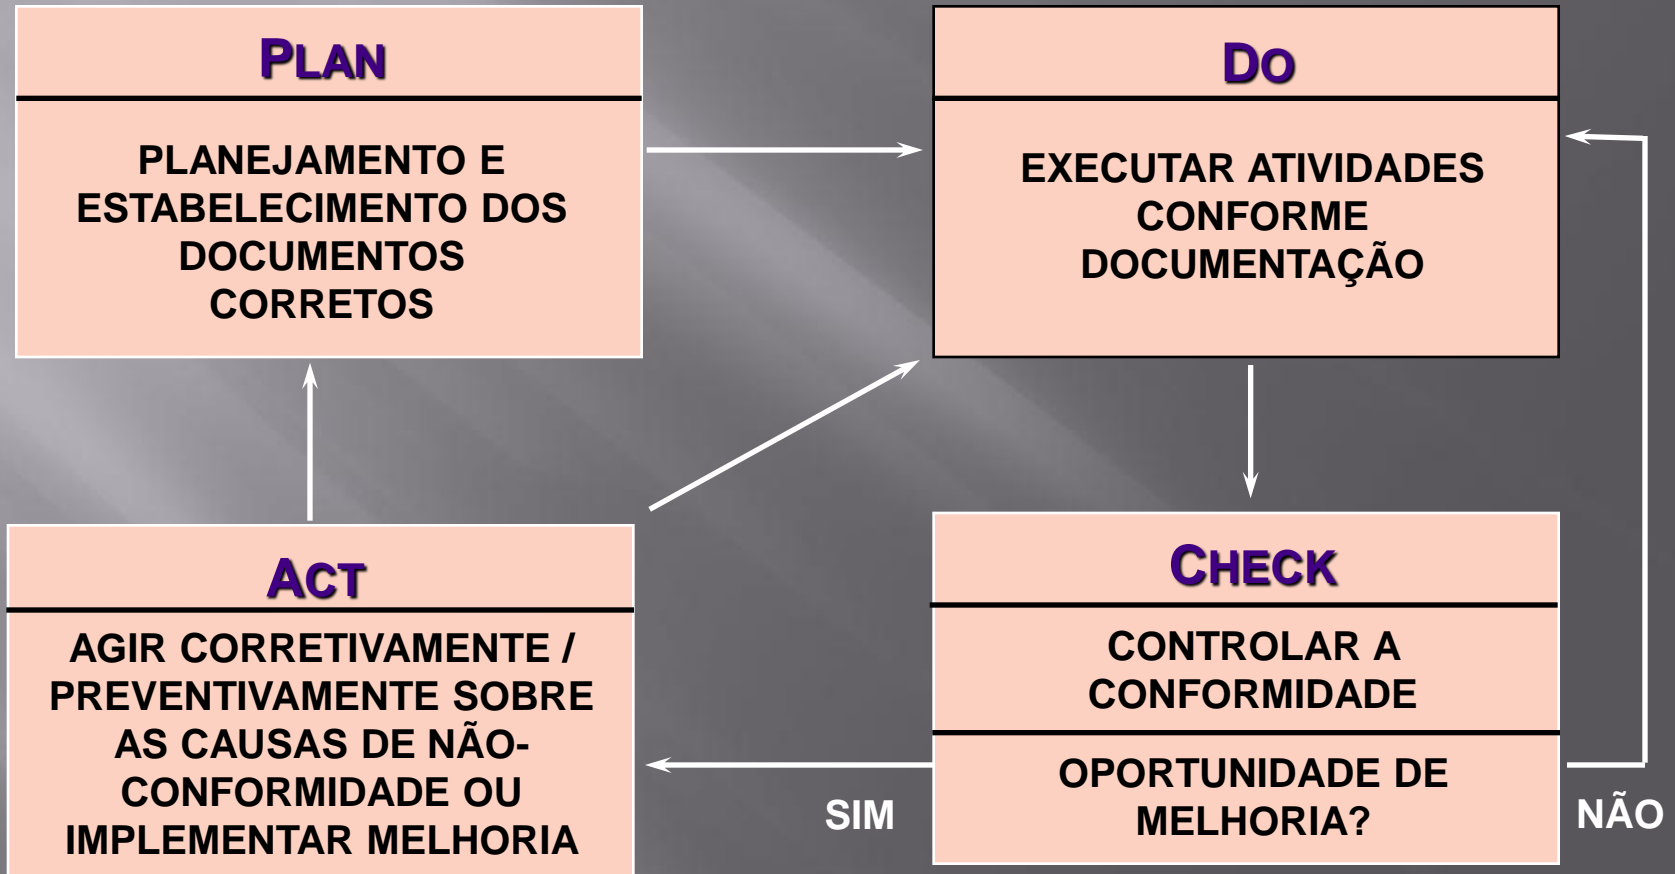 PLAN
PLANEJAMENTO E
ESTABELECIMENTO DOS
DOCUMENTOS
CORRETOS
DO
EXECUTAR ATIVIDADES
CONFORME
DOCUMENTAÇÃO
ACT
AGIR CORRETIVAMENTE /
PREVENTIVAMENTE SOBRE
AS CAUSAS DE NÃO-
CONFORMIDADE OU
IMPLEMENTAR MELHORIA
CHECK
CONTROLAR A
CONFORMIDADE
OPORTUNIDADE DE
MELHORIA?
SIM
NÃO